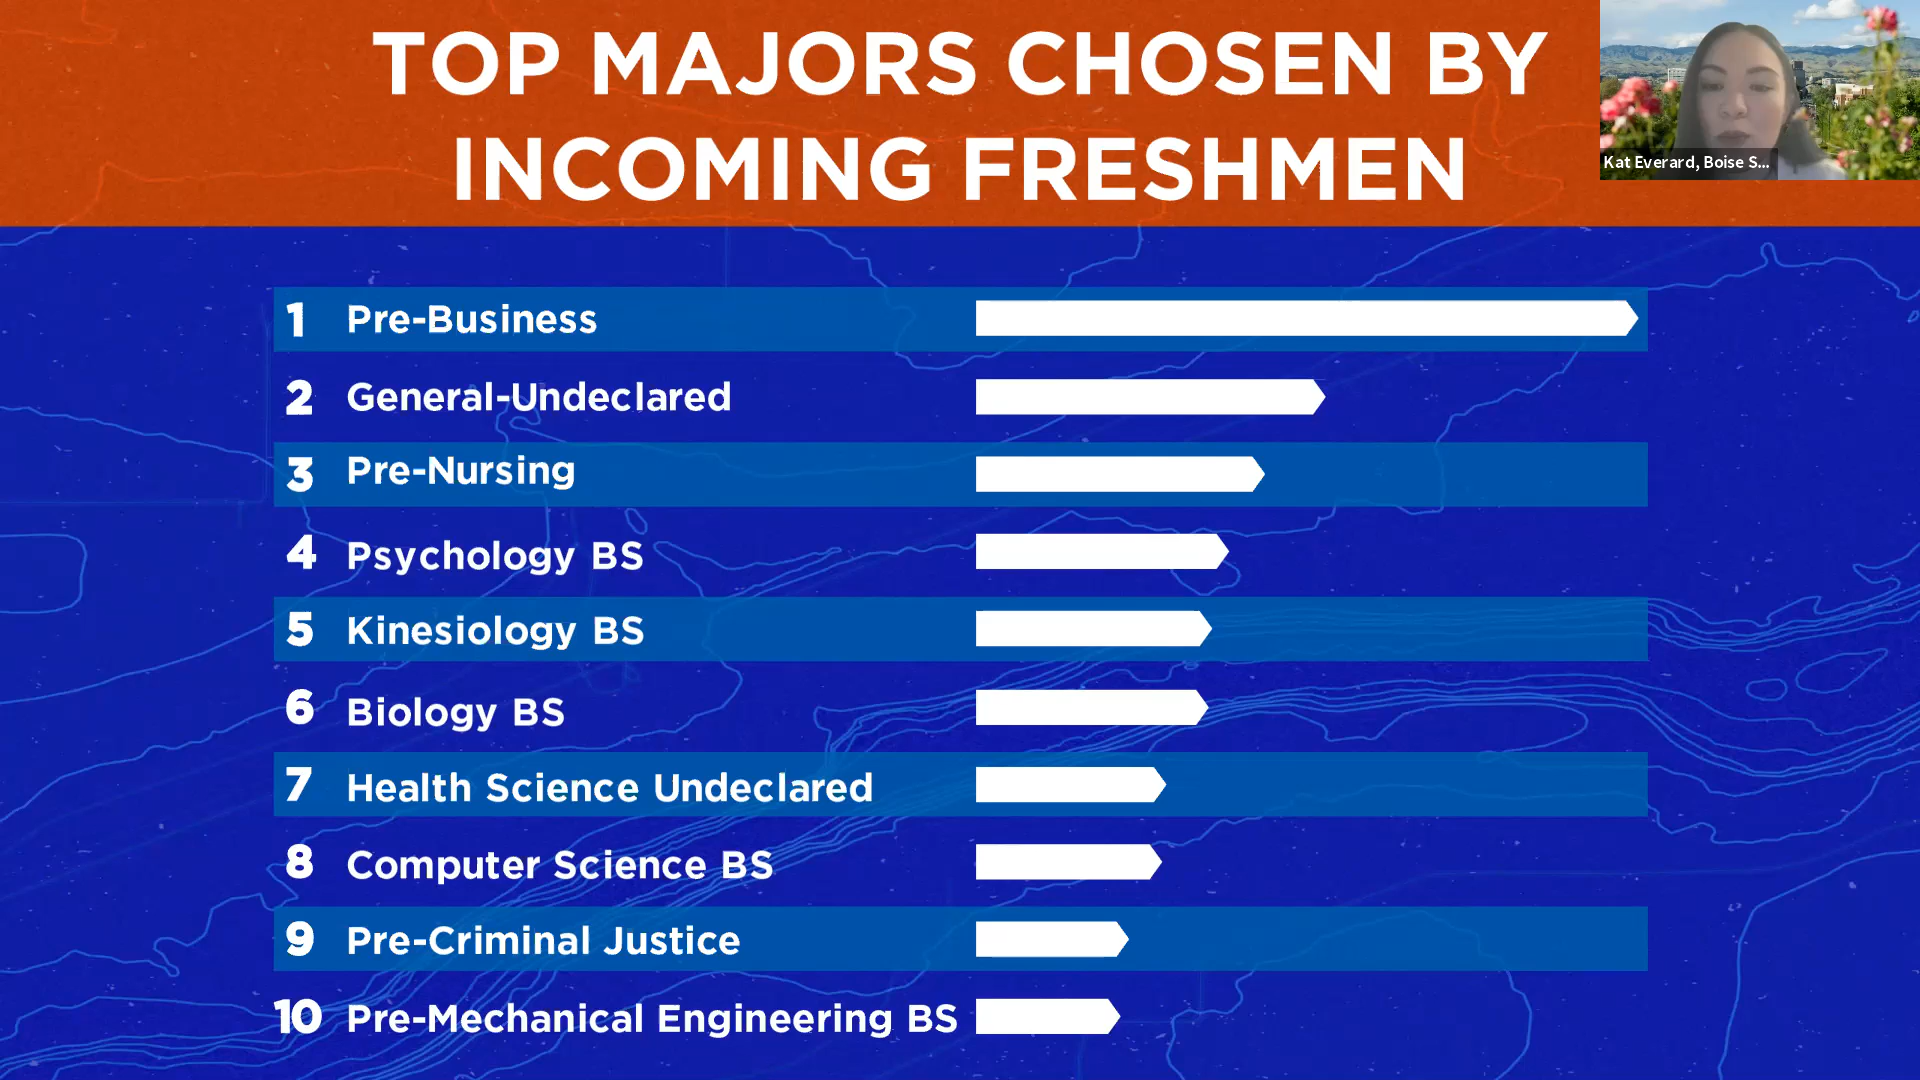 TOP MAJORS CHOSEN BY
INCOMING FRESHMEN
Kat Everard, Boise S...
1 Pre-Business
2 General-Undeclared
3 Pre-Nursing
4 Psychology BS
5 Kinesiology BS
6 Biology BS
7 Health Science Undeclared
8 Computer Science BS
9 Pre-Criminal Justice
10 Pre-Mechanical Engineering BS